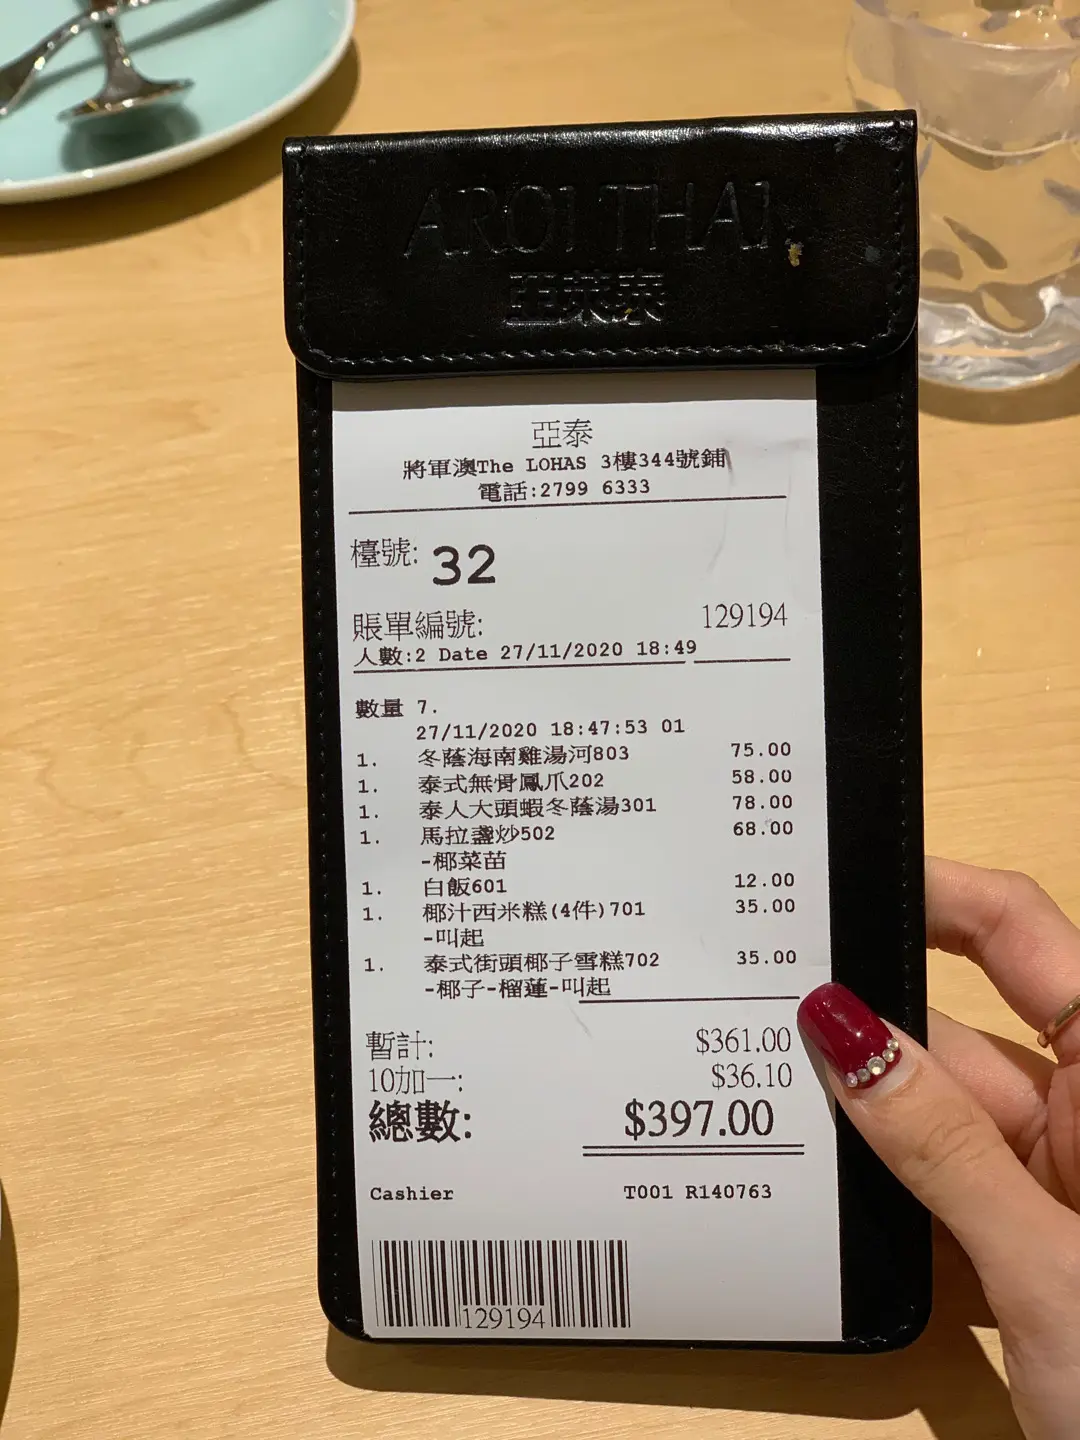 AROI THAI
亞萊泰
亞泰
將軍澳The LOHAS 3樓344號鋪
電話:2799 6333
檯號: 32
賬單編號: 129194
人數:2 Date 27/11/2020 18:49
數量 7.
27/11/2020 18:47:53 01
1. 冬蔭海南雞湯河803 75.00
1. 泰式無骨鳳爪202 58.00
1. 泰人大頭蝦冬蔭湯301 78.00
1. 馬拉盞炒502 68.00
-椰菜苗
1. 白飯601 12.00
1. 椰汁西米糕(4件)701 35.00
-叫起
1. 泰式街頭椰子雪糕702 35.00
-椰子-榴蓮-叫起
暫計: $361.00
10加一: $36.10
總數: $397.00
Cashier T001 R140763
129194